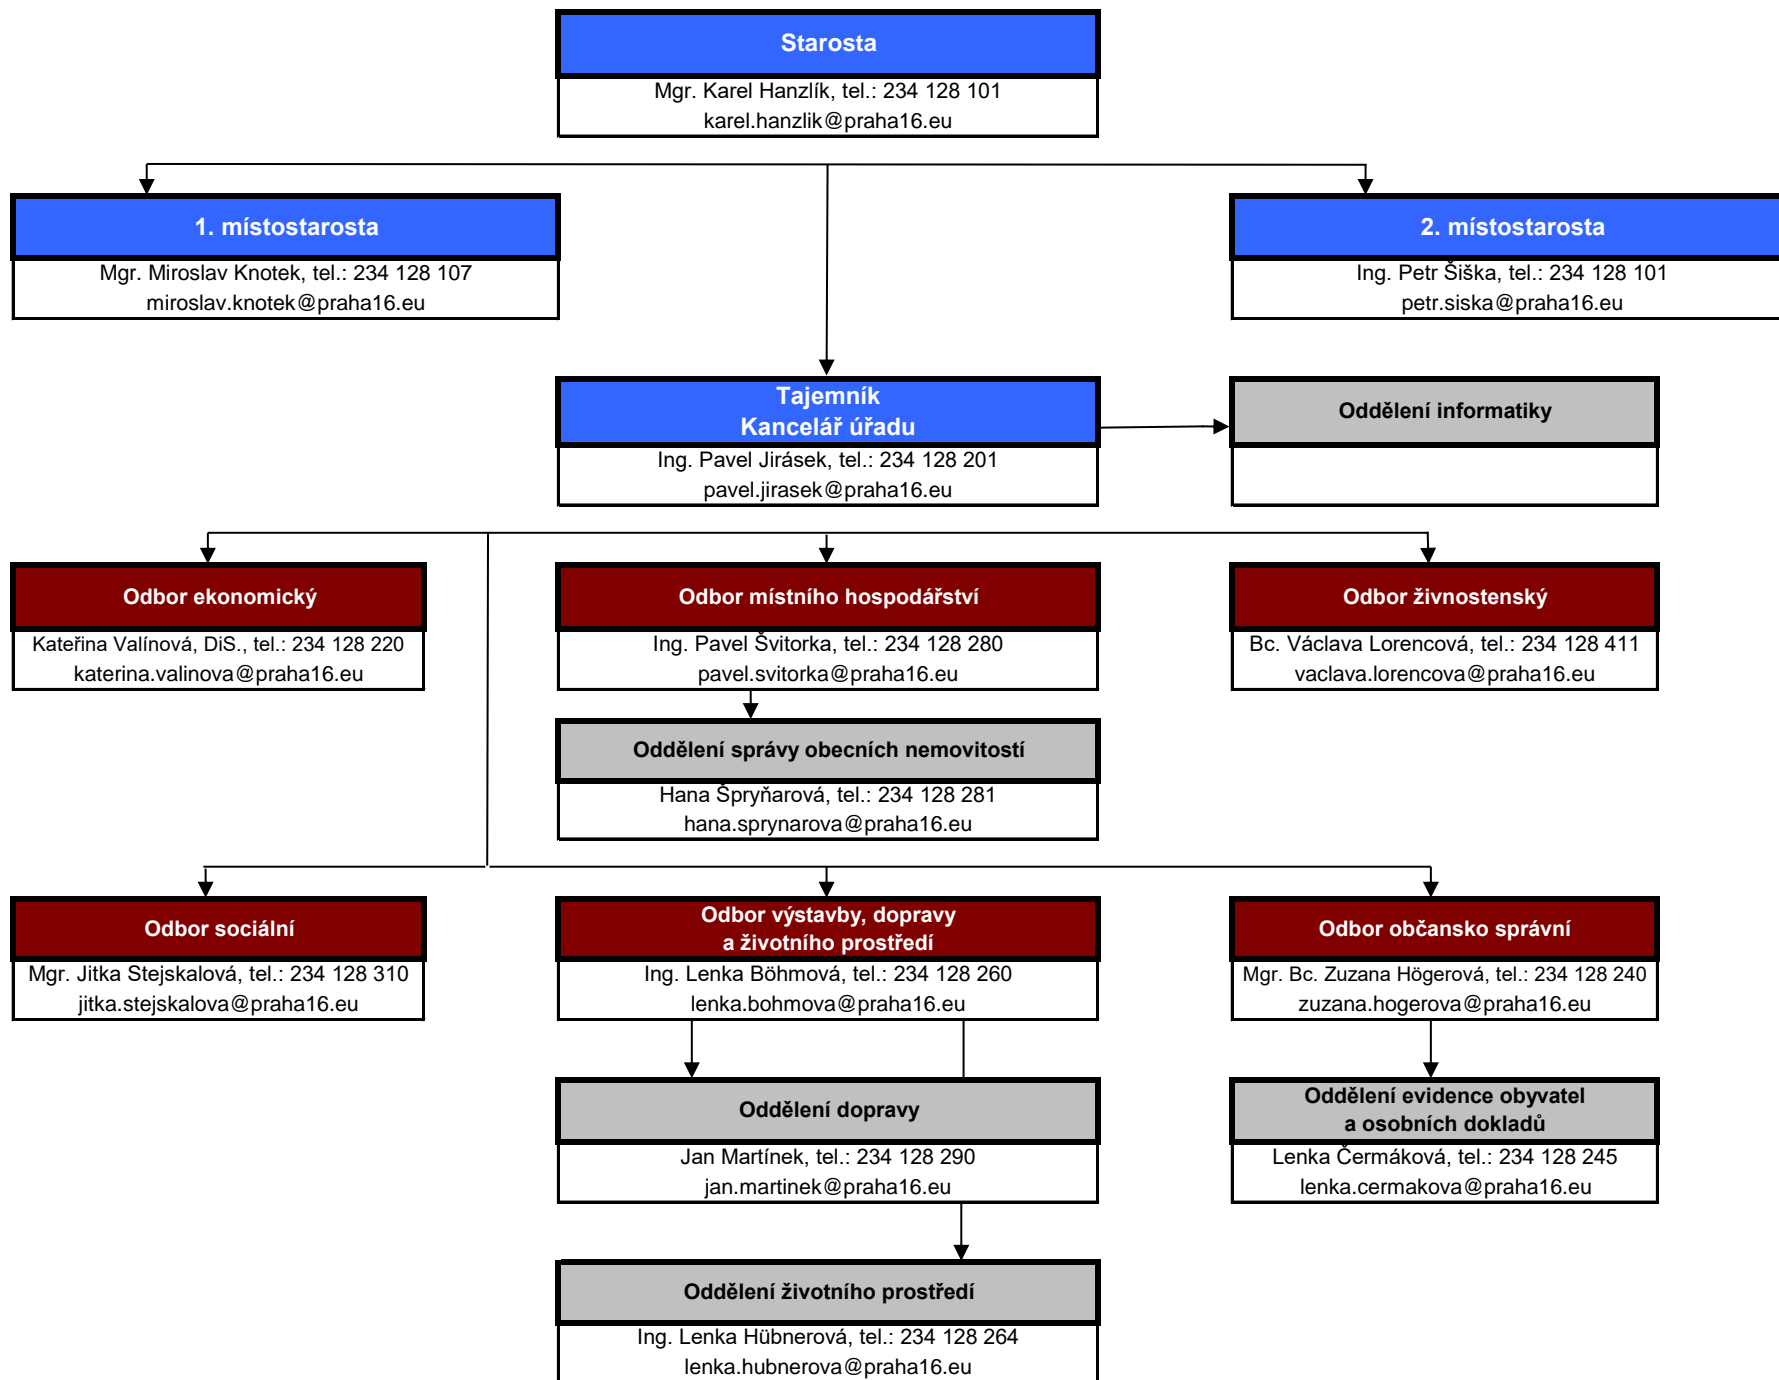 Starosta
Mgr. Karel Hanzlík, tel.: 234 128 101
karel.hanzlik@praha16.eu
1. místostarosta
Mgr. Miroslav Knotek, tel.: 234 128 107
miroslav.knotek@praha16.eu
2. místostarosta
Ing. Petr Šiška, tel.: 234 128 101
petr.siska@praha16.eu
Tajemník
Kancelář úřadu
Ing. Pavel Jirásek, tel.: 234 128 201
pavel.jirasek@praha16.eu
Oddělení informatiky
Odbor ekonomický
Kateřina Valínová, DiS., tel.: 234 128 220
katerina.valinova@praha16.eu
Odbor místního hospodářství
Ing. Pavel Švitorka, tel.: 234 128 280
pavel.svitorka@praha16.eu
Odbor živnostenský
Bc. Václava Lorencová, tel.: 234 128 411
vaclava.lorencova@praha16.eu
Oddělení správy obecních nemovitostí
Hana Špryňarová, tel.: 234 128 281
hana.sprynarova@praha16.eu
Odbor sociální
Mgr. Jitka Stejskalová, tel.: 234 128 310
jitka.stejskalova@praha16.eu
Odbor výstavby, dopravy
a životního prostředí
Ing. Lenka Böhmová, tel.: 234 128 260
lenka.bohmova@praha16.eu
Odbor občansko správní
Mgr. Bc. Zuzana Högerová, tel.: 234 128 240
zuzana.hogerova@praha16.eu
Oddělení dopravy
Jan Martínek, tel.: 234 128 290
jan.martinek@praha16.eu
Oddělení evidence obyvatel
a osobních dokladů
Lenka Čermáková, tel.: 234 128 245
lenka.cermakova@praha16.eu
Oddělení životního prostředí
Ing. Lenka Hübnerová, tel.: 234 128 264
lenka.hubnerova@praha16.eu